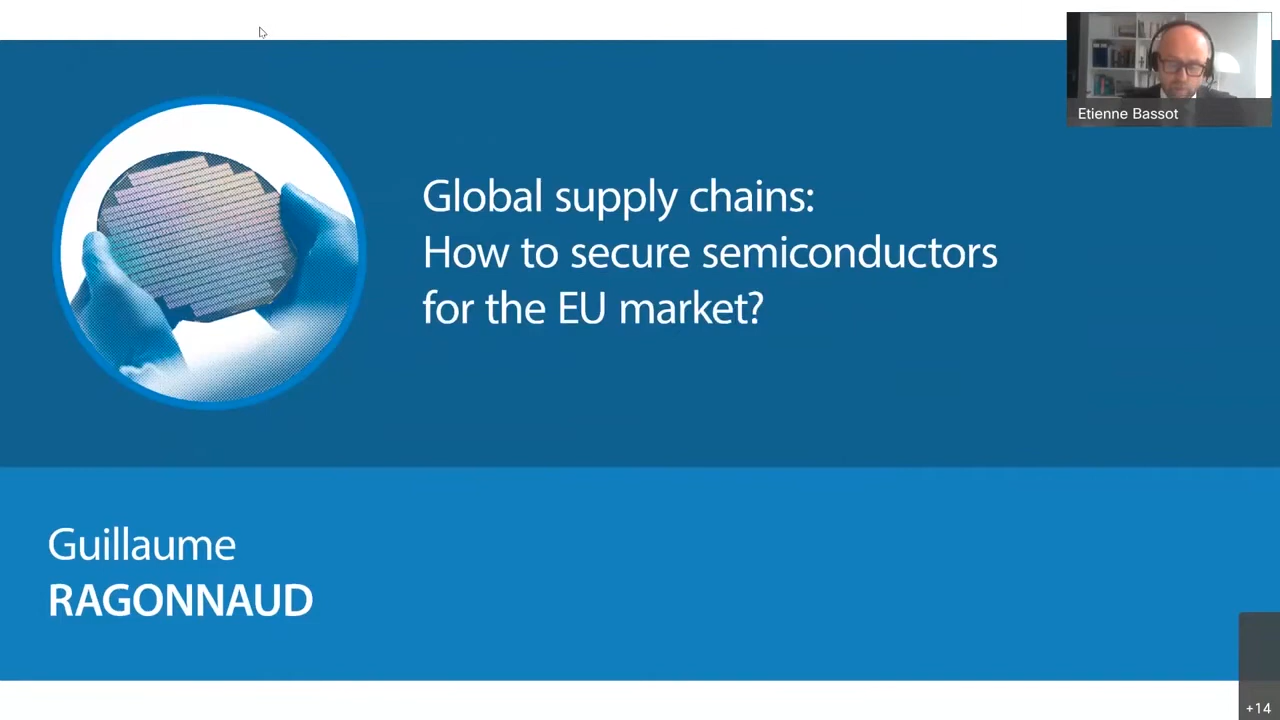 Etienne Bassot
Global supply chains:
How to secure semiconductors
for the EU market?
Guillaume
RAGONNAUD
+14